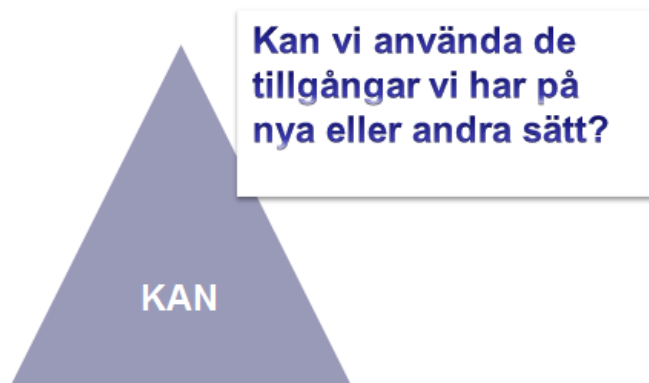 Kan vi använda de
tillgångar vi har på
nya eller andra sätt?
KAN